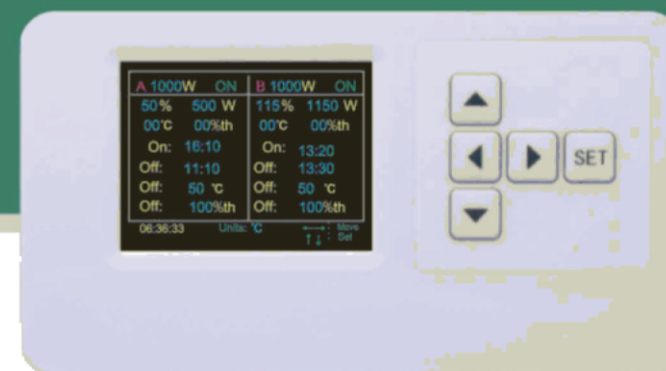 A 1000W ON B 1000W ON
50% 500 W 115% 1150 W
00°C 00%th 00°C 00%th
On: 16:10 On: 13:20
Off: 11:10 Off: 13:30
Off: 50 °C Off: 50 °C
Off: 100%th Off: 100%th
06:36:33 Units: °C ←→ : Move
↑↓ : Set
SET